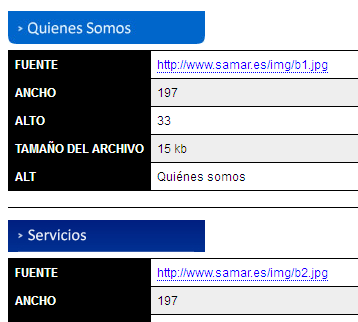 > Quienes Somos
FUENTE http://www.samar.es/img/b1.jpg
ANCHO 197
ALTO 33
TAMAÑO DEL ARCHIVO 15 kb
ALT Quiénes somos
> Servicios
FUENTE http://www.samar.es/img/b2.jpg
ANCHO 197